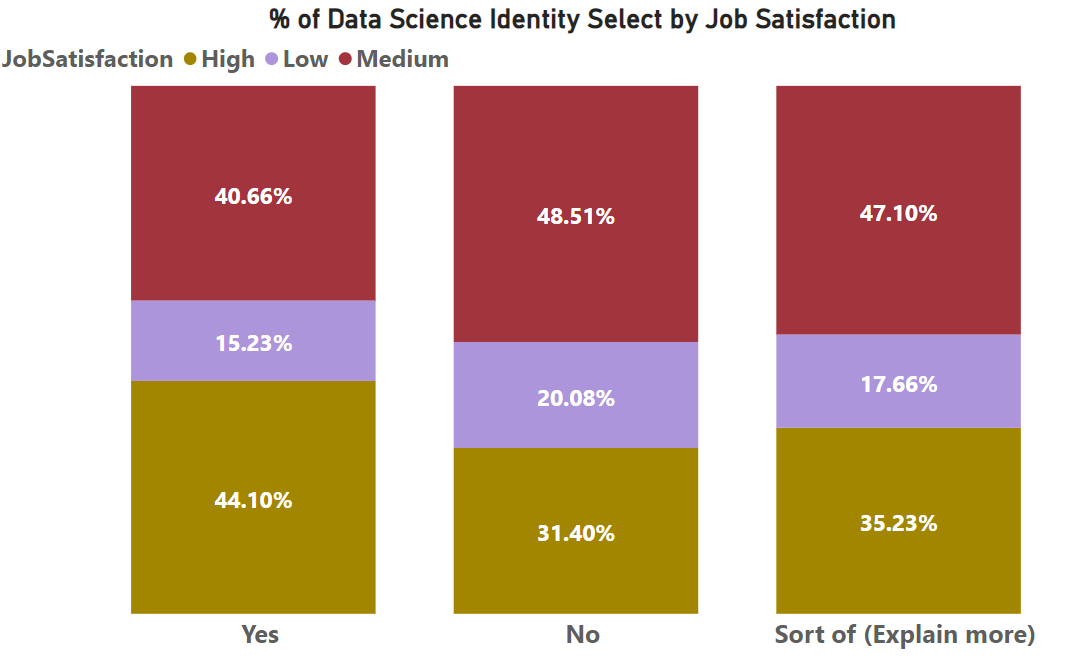 % of Data Science Identity Select by Job Satisfaction
JobSatisfaction High Low Medium
40.66% 48.51% 47.10%
15.23% 20.08% 17.66%
44.10% 31.40% 35.23%
Yes No Sort of (Explain more)